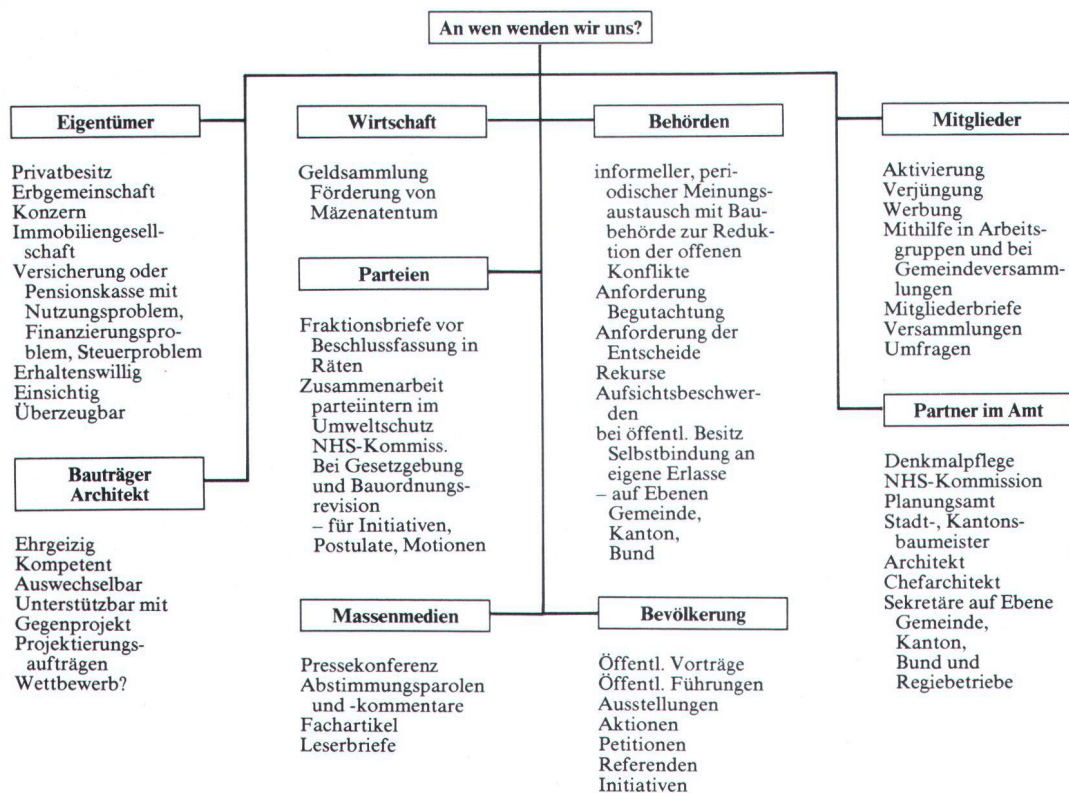 An wen wenden wir uns?
Eigentümer
Privatbesitz
Erbgemeinschaft
Konzern
Immobiliengesell-
schaft
Versicherung oder
Pensionskasse mit
Nutzungsproblem,
Finanzierungspro-
blem, Steuerproblem
Erhaltenswillig
Einsichtig
Überzeugbar
Bauträger
Architekt
Ehrgeizig
Kompetent
Auswechselbar
Unterstützbar mit
Gegenprojekt
Projektierungs-
aufträgen
Wettbewerb?
Wirtschaft
Geldsammlung
Förderung von
Mäzenatentum
Parteien
Fraktionsbriefe vor
Beschlussfassung in
Räten
Zusammenarbeit
parteiintern im
Umweltschutz
NHS-Kommiss.
Bei Gesetzgebung
und Bauordnungs-
revision
– für Initiativen,
Postulate, Motionen
Massenmedien
Pressekonferenz
Abstimmungsparolen
und -kommentare
Fachartikel
Leserbriefe
Behörden
informeller, peri-
odischer Meinungs-
austausch mit Bau-
behörde zur Reduk-
tion der offenen
Konflikte
Anforderung
Begutachtung
Anforderung der
Entscheide
Rekurse
Aufsichtsbeschwer-
den
bei öffentl. Besitz
Selbstbindung an
eigene Erlasse
– auf Ebenen
Gemeinde,
Kanton,
Bund
Bevölkerung
Öffentl. Vorträge
Öffentl. Führungen
Ausstellungen
Aktionen
Petitionen
Referenden
Initiativen
Mitglieder
Aktivierung
Verjüngung
Werbung
Mithilfe in Arbeits-
gruppen und bei
Gemeindeversamm-
lungen
Mitgliederbriefe
Versammlungen
Umfragen
Partner im Amt
Denkmalpflege
NHS-Kommission
Planungsamt
Stadt-, Kantons-
baumeister
Architekt
Chefarchitekt
Sekretäre auf Ebene
Gemeinde,
Kanton,
Bund und
Regiebetriebe